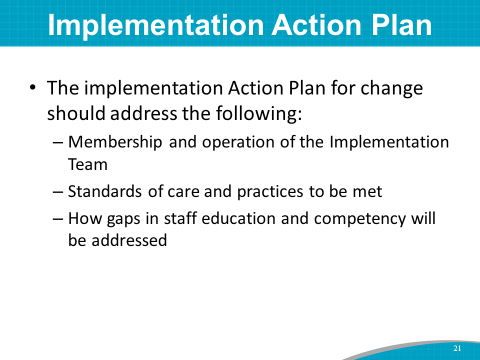 Implementation Action Plan
• The implementation Action Plan for change
should address the following:
– Membership and operation of the Implementation
Team
– Standards of care and practices to be met
– How gaps in staff education and competency will
be addressed
21